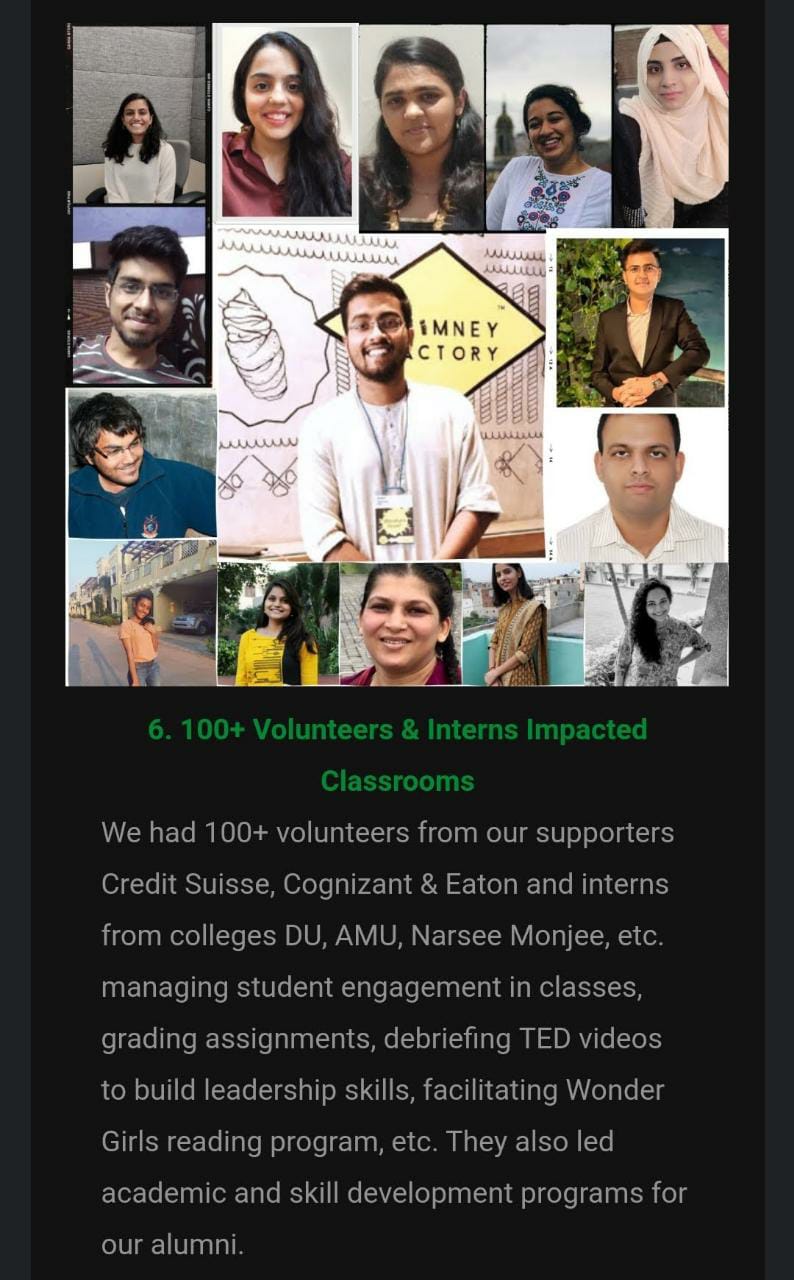 IMNEY
ACTORY
6. 100+ Volunteers & Interns Impacted
Classrooms
We had 100+ volunteers from our supporters
Credit Suisse, Cognizant & Eaton and interns
from colleges DU, AMU, Narsee Monjee, etc.
managing student engagement in classes,
grading assignments, debriefing TED videos
to build leadership skills, facilitating Wonder
Girls reading program, etc. They also led
academic and skill development programs for
our alumni.